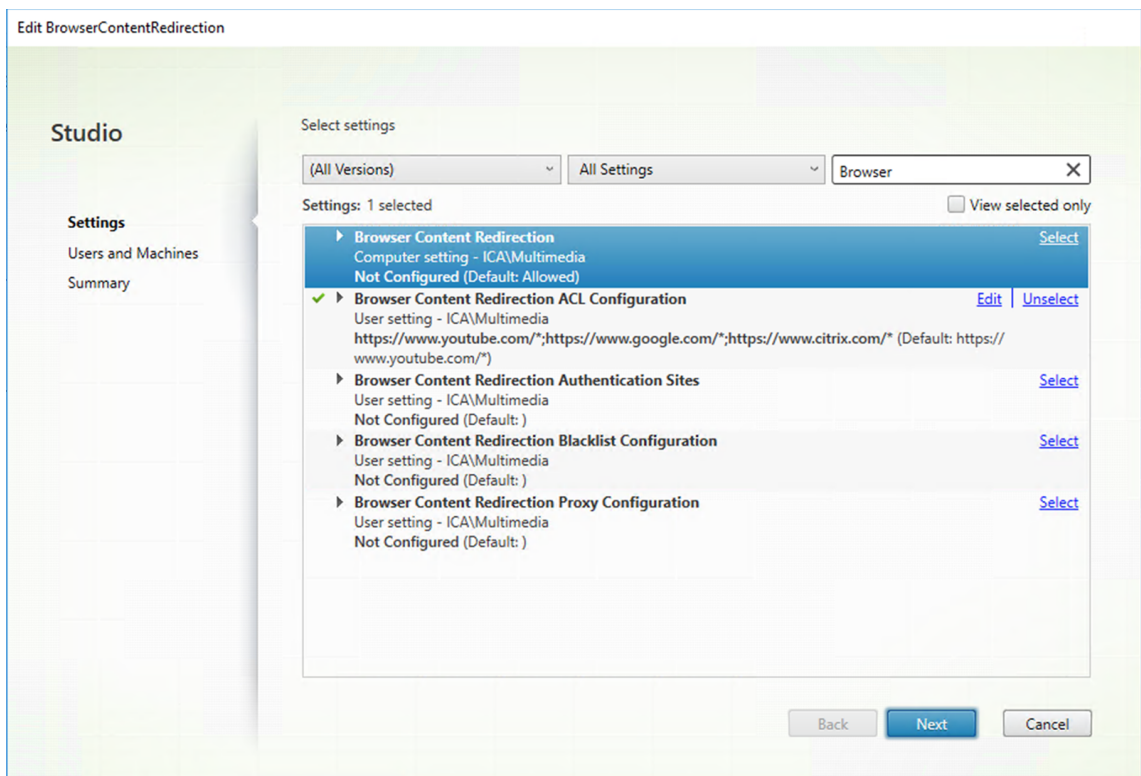 Edit BrowserContentRedirection
Studio
Settings
Users and Machines
Summary
Select settings
(All Versions)
All Settings
Browser
Settings: 1 selected
View selected only
Browser Content Redirection
Select
Computer setting - ICA\Multimedia
Not Configured (Default: Allowed)
Browser Content Redirection ACL Configuration
Edit
Unselect
User setting - ICA\Multimedia
https://www.youtube.com/*;https://www.google.com/*;https://www.citrix.com/* (Default: https://
www.youtube.com/*)
Browser Content Redirection Authentication Sites
Select
User setting - ICA\Multimedia
Not Configured (Default: )
Browser Content Redirection Blacklist Configuration
Select
User setting - ICA\Multimedia
Not Configured (Default: )
Browser Content Redirection Proxy Configuration
Select
User setting - ICA\Multimedia
Not Configured (Default: )
Back
Next
Cancel